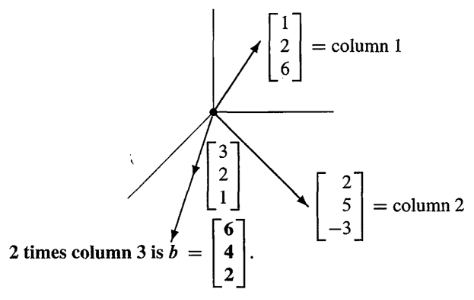 [1 2 6] = column 1
[3 2 1]
[2 5 −3] = column 2
2 times column 3 is b = [6 4 2].